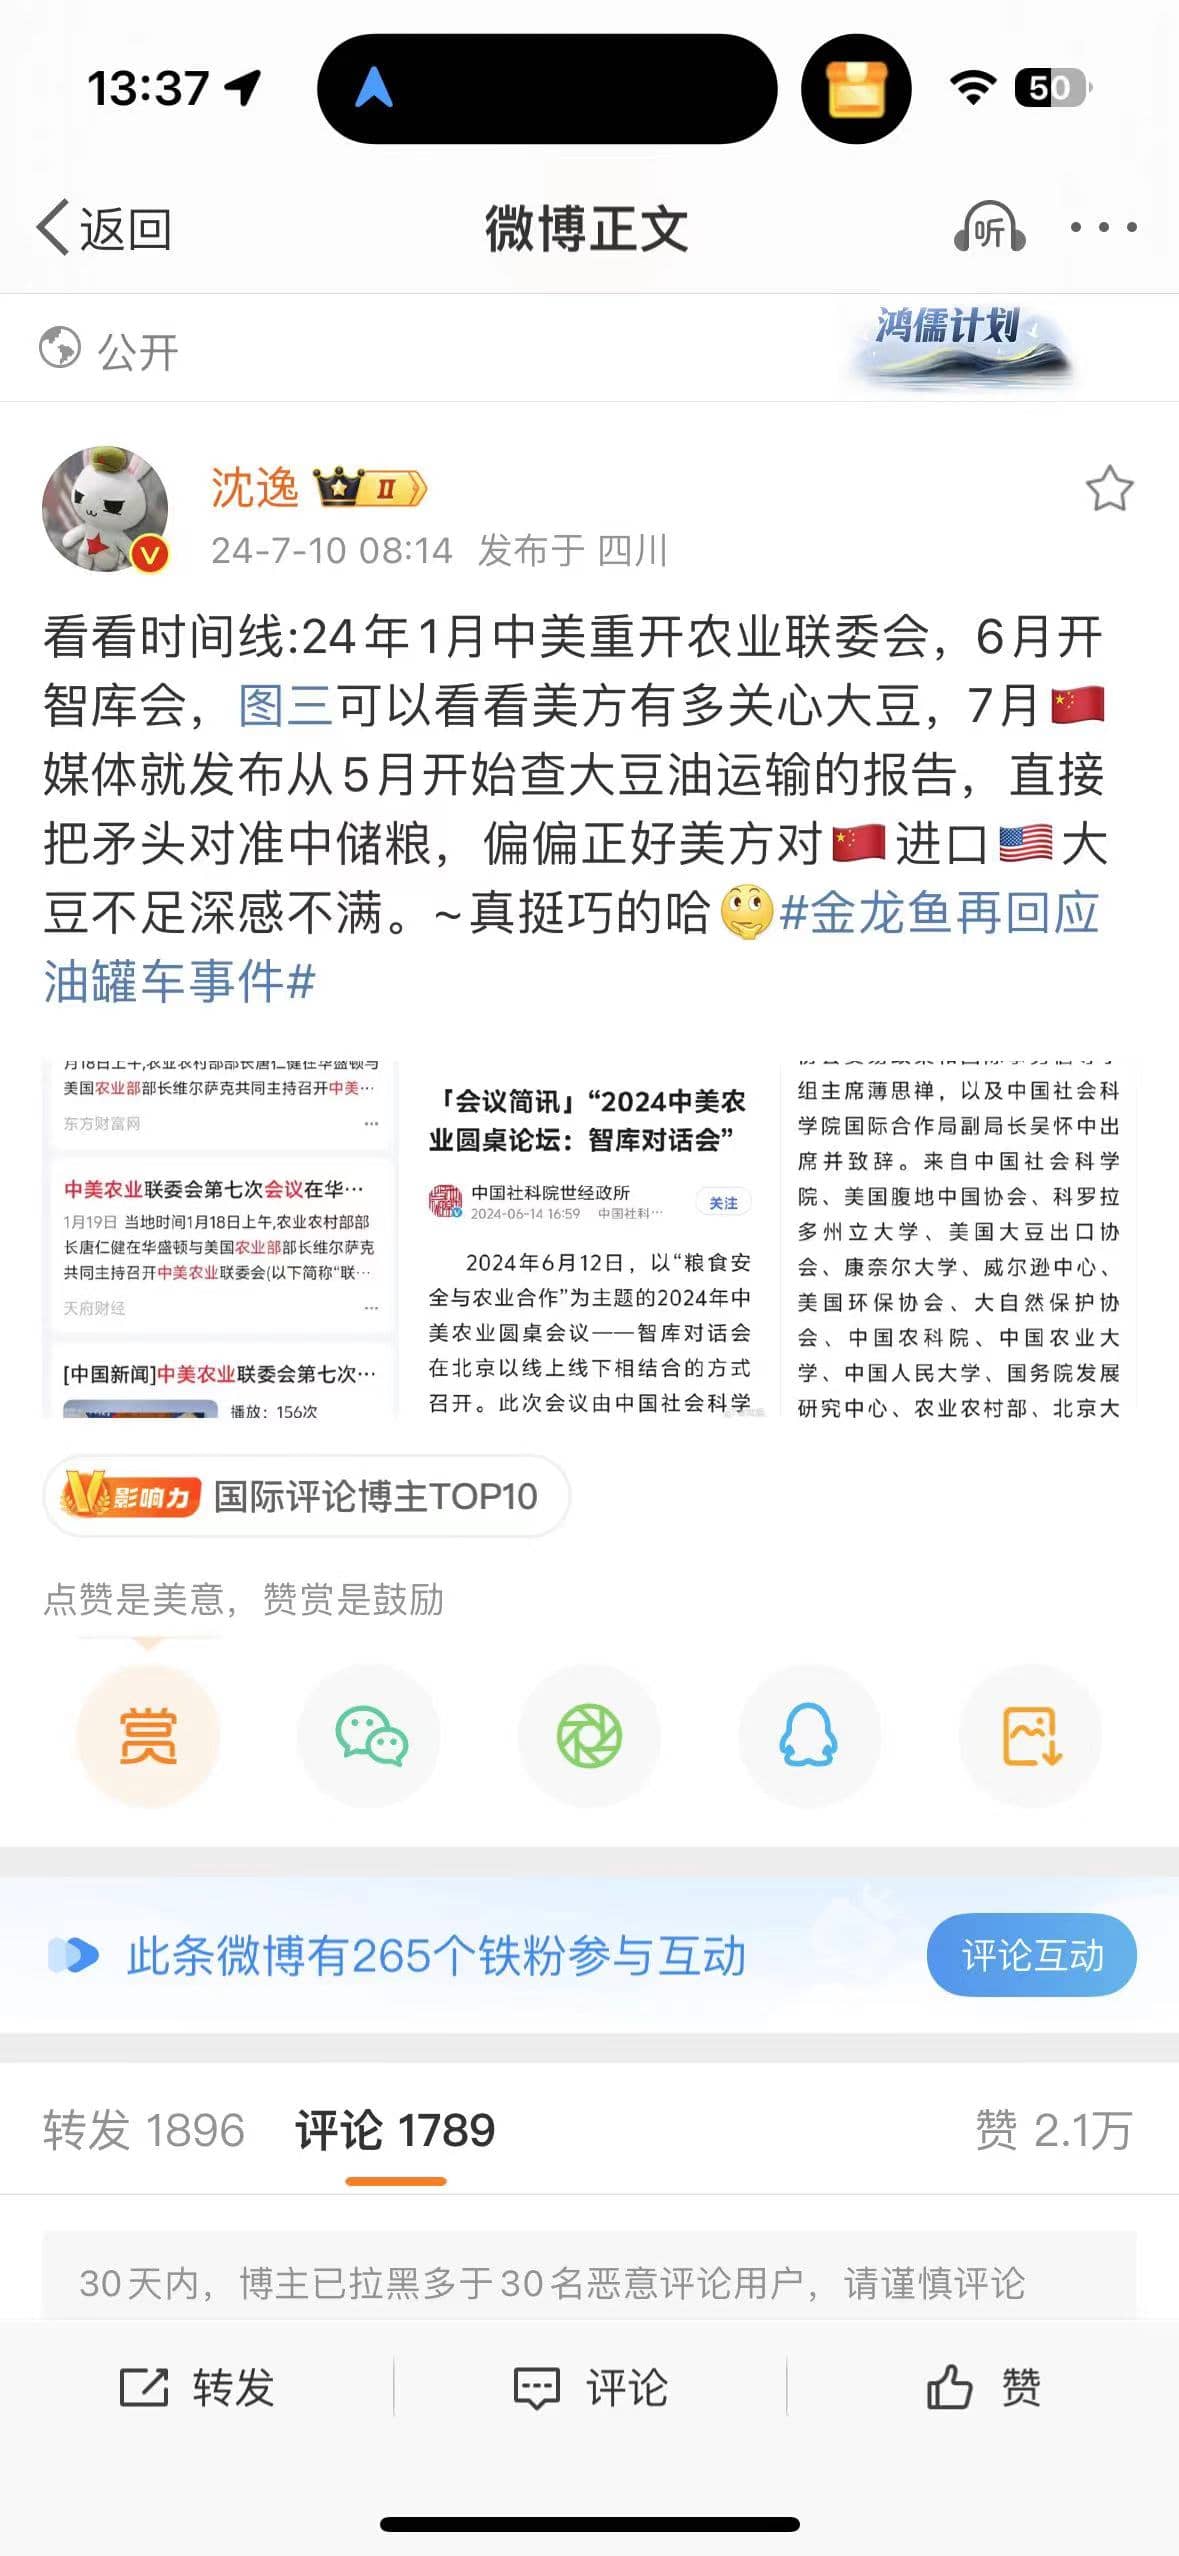 13:37
50
返回
微博正文
听
公开
鸿儒计划
沈逸
II
24-7-10 08:14 发布于 四川
看看时间线:24年1月中美重开农业联委会，6月开
智库会，图三可以看看美方有多关心大豆，7月🇨🇳
媒体就发布从5月开始查大豆油运输的报告，直接
把矛头对准中储粮，偏偏正好美方对🇨🇳进口🇺🇸大
豆不足深感不满。~真挺巧的哈🤔#金龙鱼再回应
油罐车事件#
月18日上午,农业农村部部长唐仁健在华盛顿与
美国农业部部长维尔萨克共同主持召开中美···
东方财富网
中美农业联委会第七次会议在华···
1月19日 当地时间1月18日上午,农业农村部部
长唐仁健在华盛顿与美国农业部部长维尔萨克
共同主持召开中美农业联委会(以下简称“联···
天府财经
[中国新闻]中美农业联委会第七次···
播放：156次
「会议简讯」“2024中美农
业圆桌论坛：智库对话会”
中国社科院世经政所
2024-06-14 16:59 中国社科···
关注
2024年6月12日，以“粮食安
全与农业合作”为主题的2024年中
美农业圆桌会议——智库对话会
在北京以线上线下相结合的方式
召开。此次会议由中国社会科学
组主席薄思禅，以及中国社会科
学院国际合作局副局长吴怀中出
席并致辞。来自中国社会科学
院、美国腹地中国协会、科罗拉
多州立大学、美国大豆出口协
会、康奈尔大学、威尔逊中心、
美国环保协会、大自然保护协
会、中国农科院、中国农业大
学、中国人民大学、国务院发展
研究中心、农业农村部、北京大
V影响力 国际评论博主TOP10
点赞是美意，赞赏是鼓励
赏
此条微博有265个铁粉参与互动
评论互动
转发 1896 评论 1789 赞 2.1万
30天内，博主已拉黑多于30名恶意评论用户，请谨慎评论
转发 评论 赞